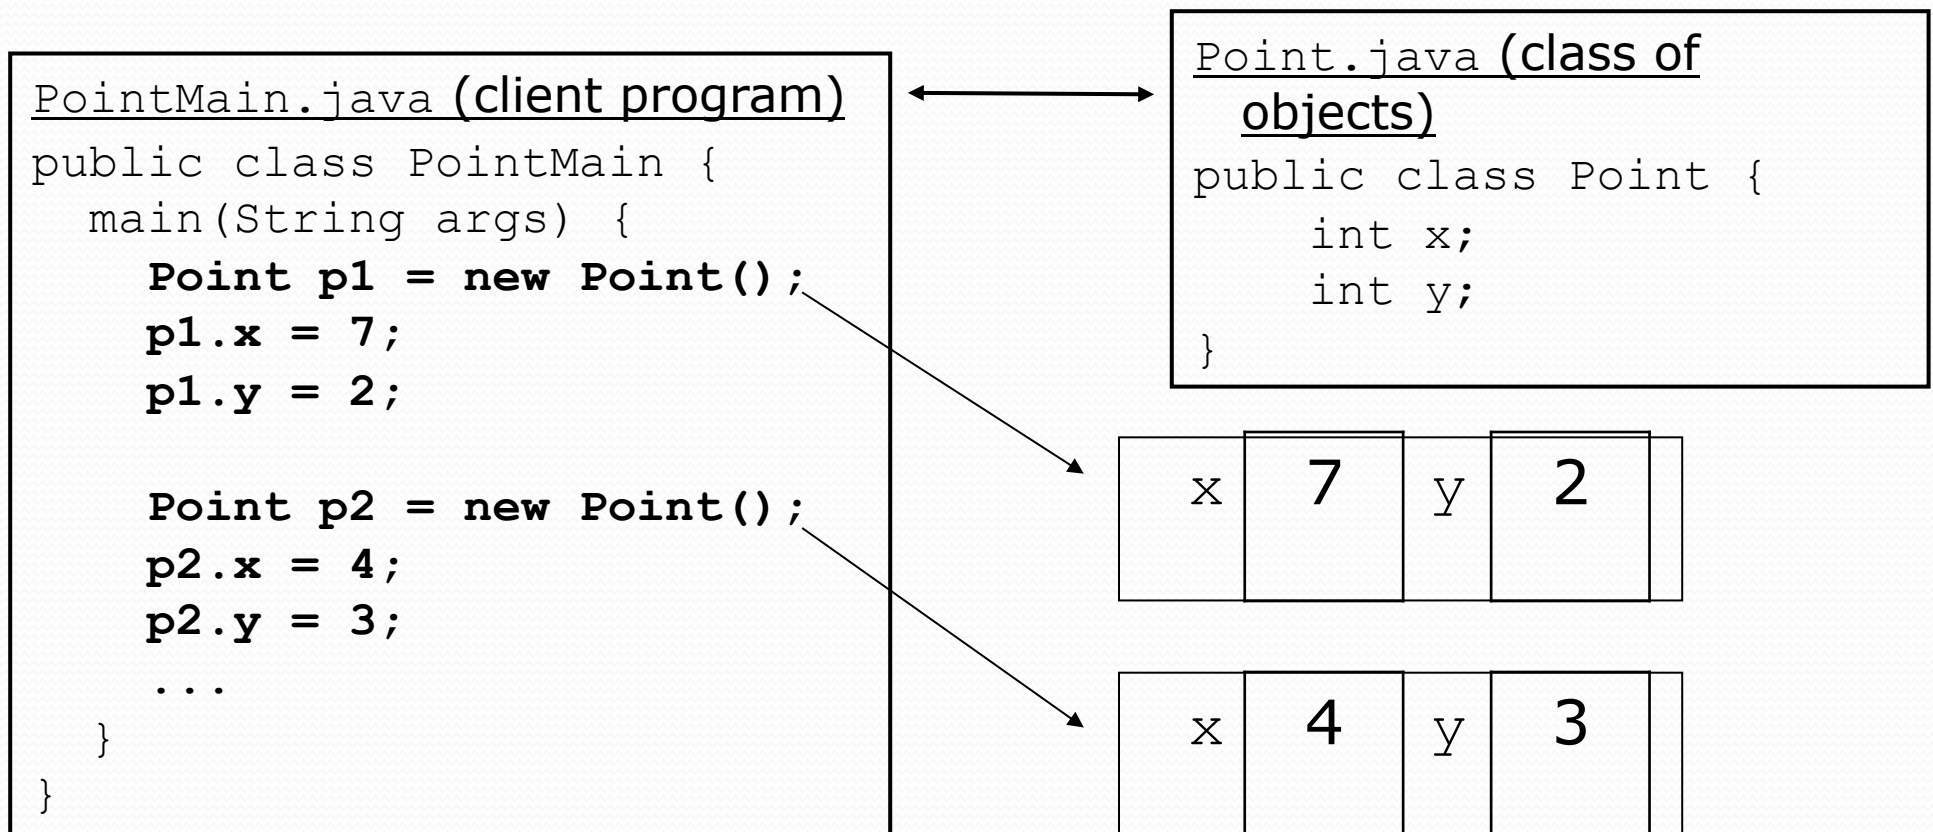 PointMain.java (client program)
public class PointMain {
  main(String args) {
    Point p1 = new Point();
    p1.x = 7;
    p1.y = 2;

    Point p2 = new Point();
    p2.x = 4;
    p2.y = 3;
    ...
  }
}
Point.java (class of
  objects)
public class Point {
    int x;
    int y;
}
x 7 y 2
x 4 y 3